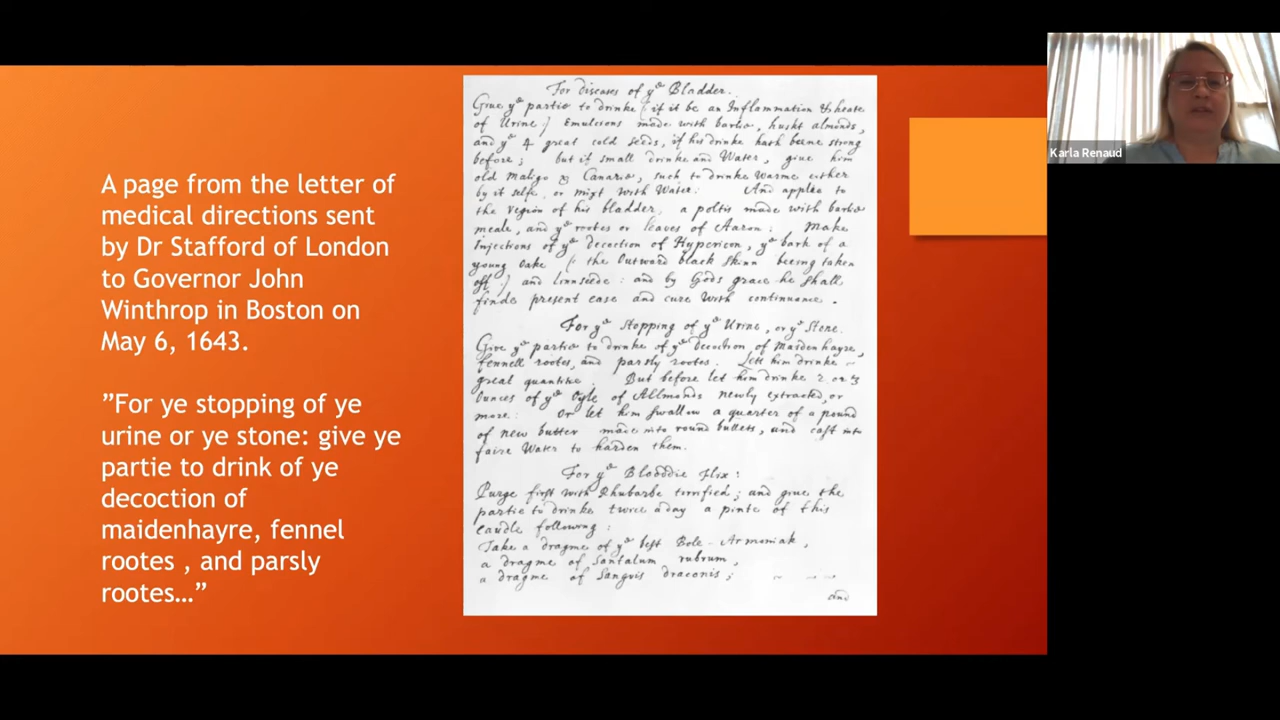 A page from the letter of
medical directions sent
by Dr Stafford of London
to Governor John
Winthrop in Boston on
May 6, 1643.
”For ye stopping of ye
urine or ye stone: give ye
partie to drink of ye
decoction of
maidenhayre, fennel
rootes , and parsly
rootes...”
For diseases of yᵉ Bladder.
Giue yᵉ partie to drinke (if it be an Inflammation & heate
of Urine:) Emulsions made with barlie, huskt almonds,
and yᵉ 4 great cold seeds, if his drinke hath beene strong
before; but if small drinke and Water, giue him
old Maligo or Canarie, such to drinke warme either
by it selfe, or mixt with Water: And applie to
the region of his bladder, a poltis made with barlie
meale, and yᵉ rootes or leaves of Aaron: Make
Injections of yᵉ decoction of Hypericon, yᵉ bark of a
young Oake (: the Outward black skinn beeing taken
off:) and linnseede: and by Gods grace he shall
finde present ease and cure with continuance.
For yᵉ Stopping of yᵉ Urine, or yᵉ Stone.
Giue yᵉ partie to drinke of yᵉ decoction of Maidenhayre,
fennell rootes, and parsly rootes. Lett him drinke
great quantitie. But before let him drinke 2 or 3
Ounces of yᵉ Oyle of Allmonds newly extracted, or
more: Or let him swallow a quarter of a pound
of new butter made into round bullets, and cast into
faire Water to harden them.
For yᵉ Bloodie flix:
Purge first with Rhubarbe torrified; and giue the
partie to drinke twice a day a pinte of this
caudle following:
Take a dragme of yᵉ best Bole-Armoniak,
a dragme of Santalum rubrum,
a dragme of Sanguis draconis;
and
Karla Renaud